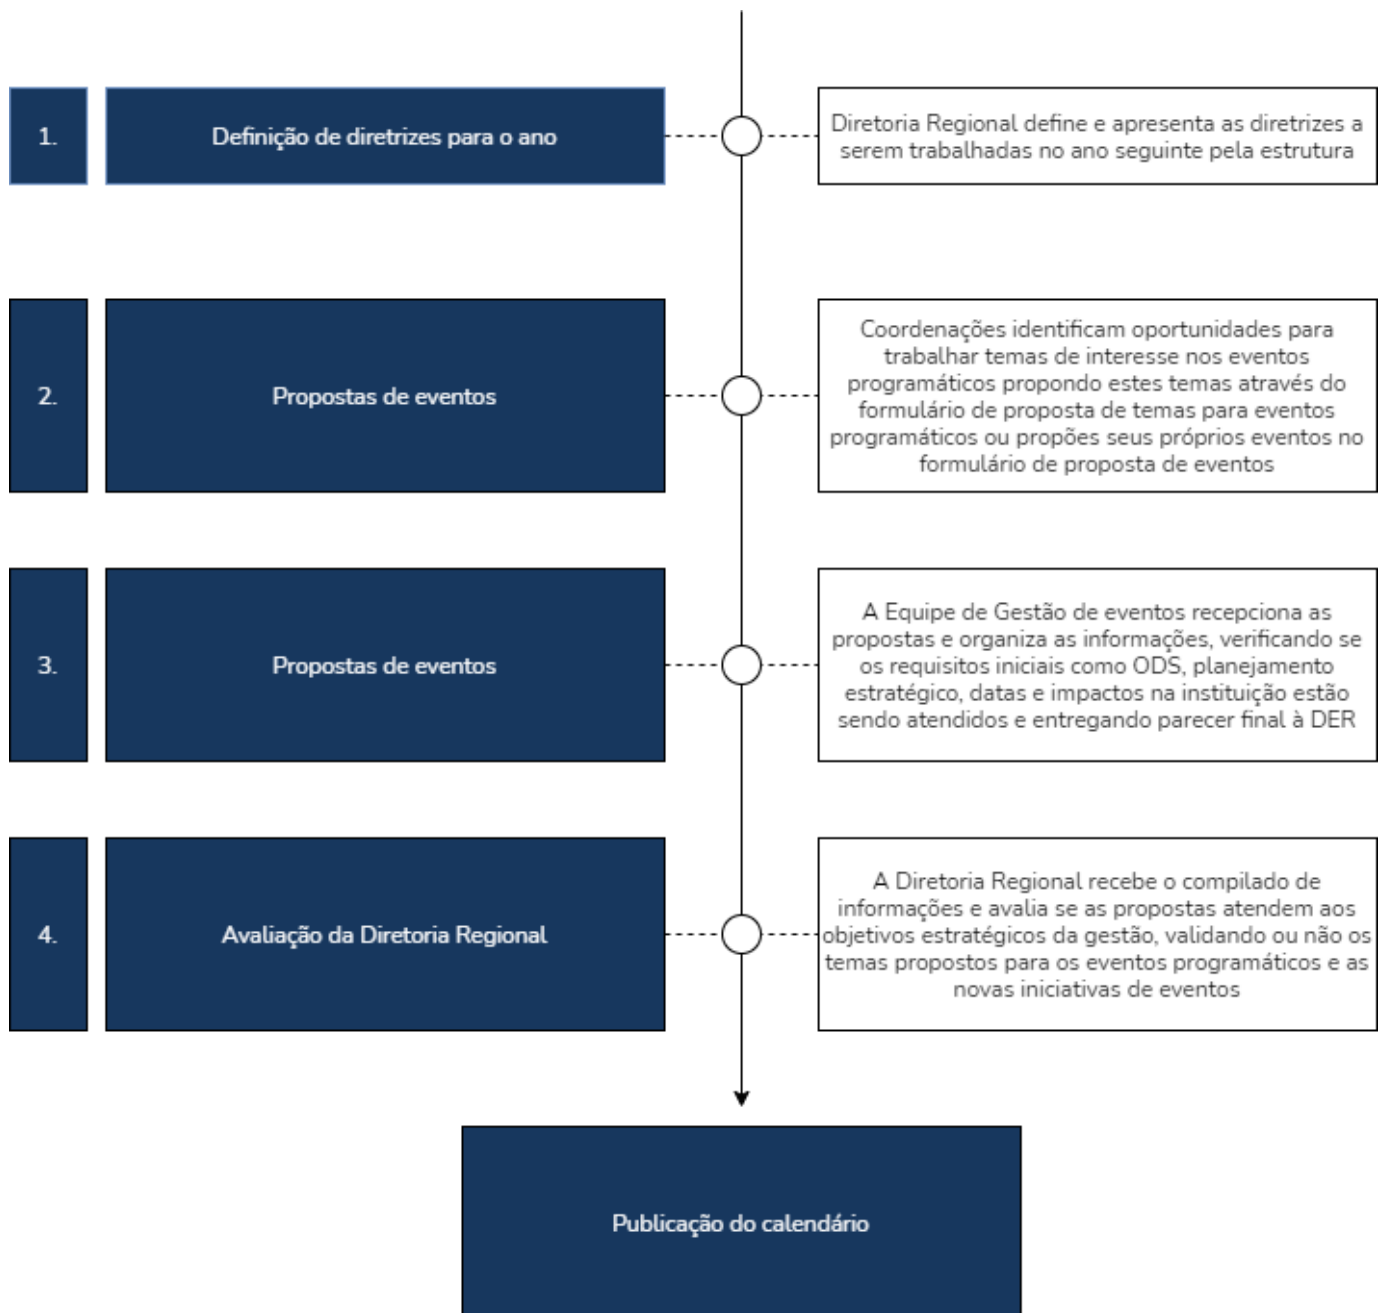 1.
Definição de diretrizes para o ano
Diretoria Regional define e apresenta as diretrizes a
serem trabalhadas no ano seguinte pela estrutura
2.
Propostas de eventos
Coordenações identificam oportunidades para
trabalhar temas de interesse nos eventos
programáticos propondo estes temas através do
formulário de proposta de temas para eventos
programáticos ou propões seus próprios eventos no
formulário de proposta de eventos
3.
Propostas de eventos
A Equipe de Gestão de eventos recepciona as
propostas e organiza as informações, verificando se
os requisitos iniciais como ODS, planejamento
estratégico, datas e impactos na instituição estão
sendo atendidos e entregando parecer final à DER
4.
Avaliação da Diretoria Regional
A Diretoria Regional recebe o compilado de
informações e avalia se as propostas atendem aos
objetivos estratégicos da gestão, validando ou não os
temas propostos para os eventos programáticos e as
novas iniciativas de eventos
Publicação do calendário